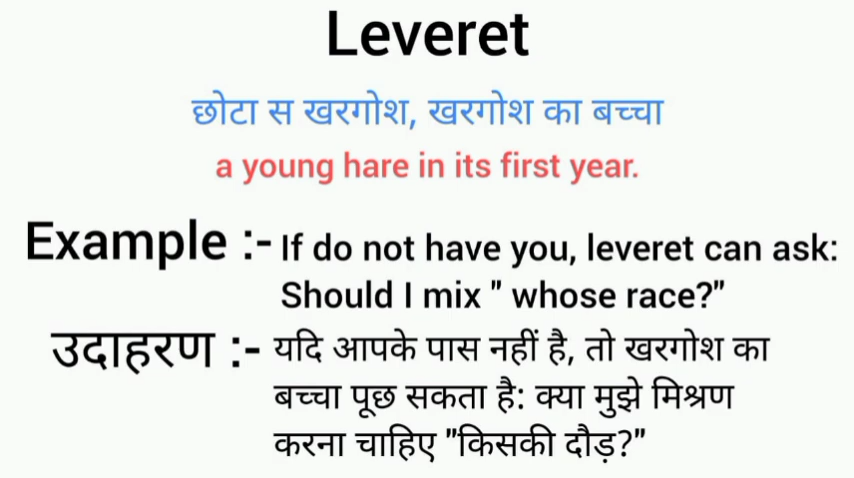 Leveret
छोटा स खरगोश, खरगोश का बच्चा
a young hare in its first year.
Example :- If do not have you, leveret can ask:
Should I mix " whose race?"
उदाहरण :- यदि आपके पास नहीं है, तो खरगोश का
बच्चा पूछ सकता है: क्या मुझे मिश्रण
करना चाहिए "किसकी दौड़?"